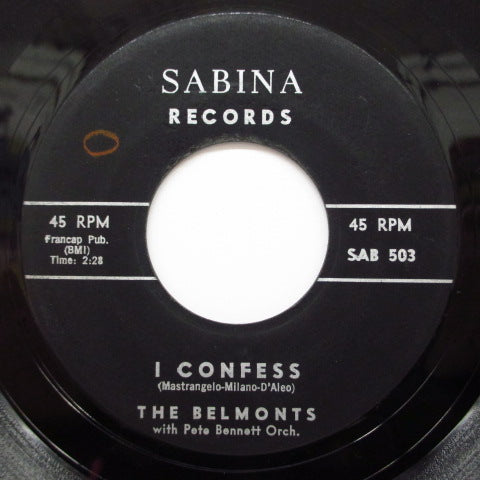 SABINA
RECORDS
45 RPM
Francap Pub.
(BMI)
Time: 2:28
45 RPM
SAB 503
I CONFESS
(Mastrangelo-Milano-D'Aleo)
THE BELMONTS
with Pete Bennett Orch.